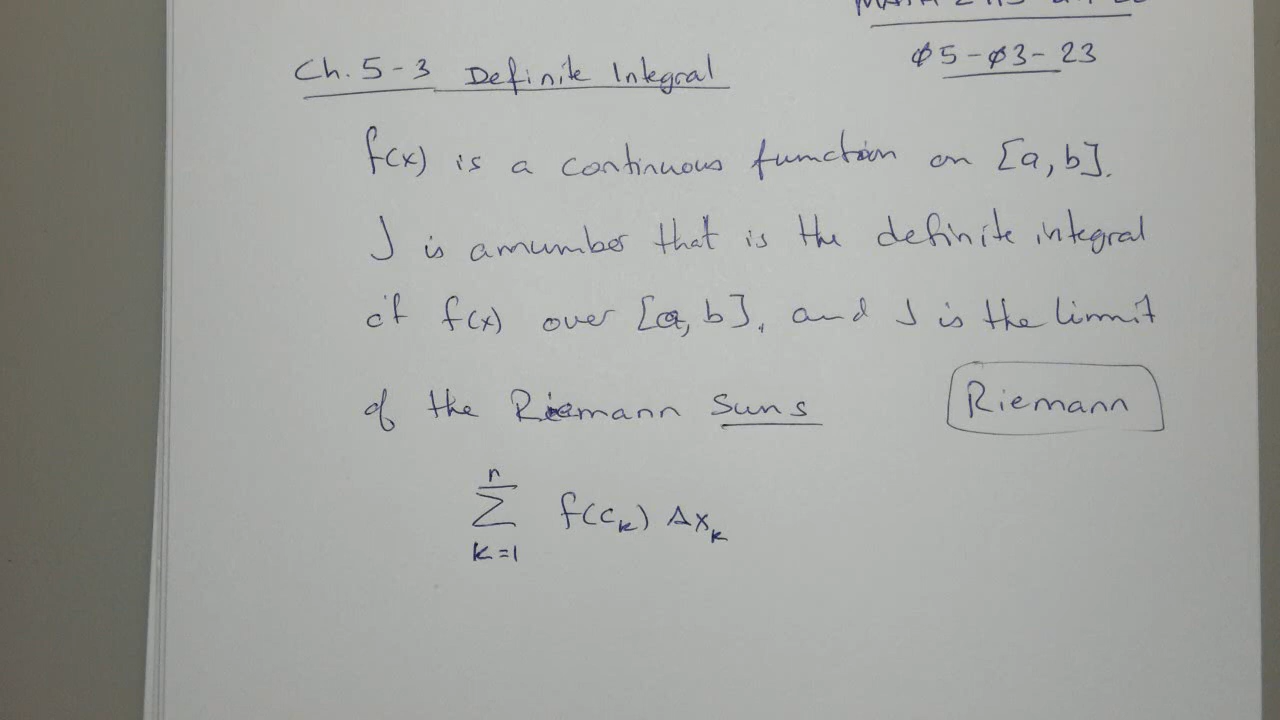 05-03-23
Ch. 5-3 Definite Integral
f(x) is a continuous function on [a, b].
J is a number that is the definite integral
of f(x) over [a, b], and J is the limit
of the Riemann Sums
Riemann
n
∑ f(c_k) Δx_k
k=1